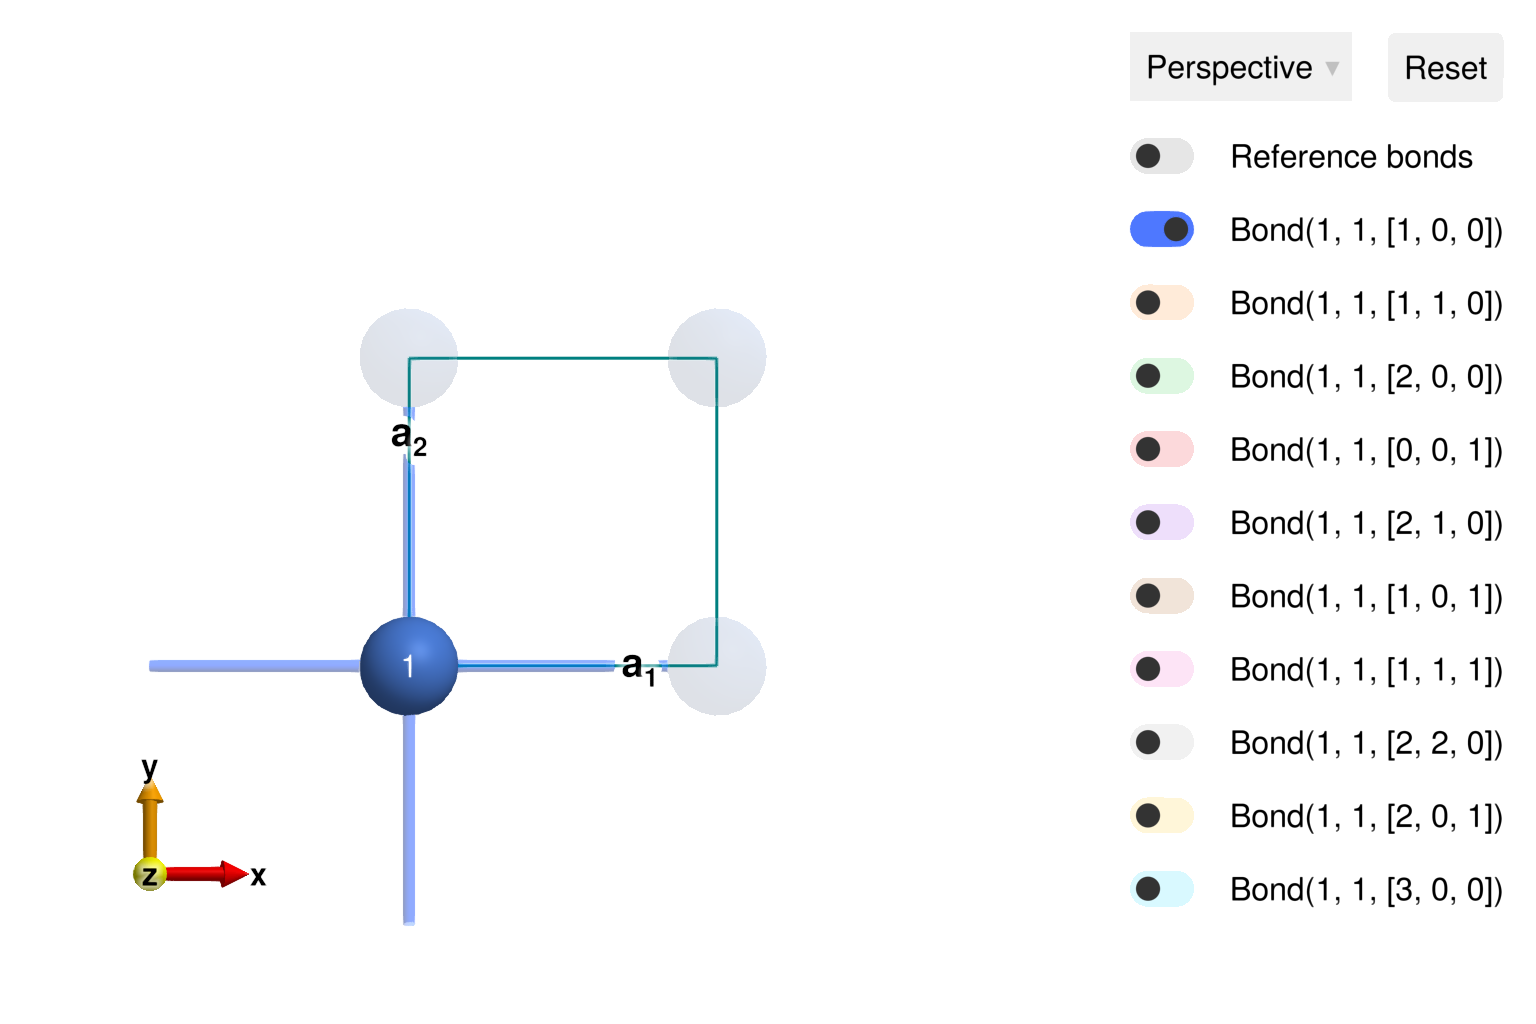 Perspective ▾
Reset
Reference bonds
Bond(1, 1, [1, 0, 0])
Bond(1, 1, [1, 1, 0])
Bond(1, 1, [2, 0, 0])
Bond(1, 1, [0, 0, 1])
Bond(1, 1, [2, 1, 0])
Bond(1, 1, [1, 0, 1])
Bond(1, 1, [1, 1, 1])
Bond(1, 1, [2, 2, 0])
Bond(1, 1, [2, 0, 1])
Bond(1, 1, [3, 0, 0])
a₂
1
a₁
y
z
x